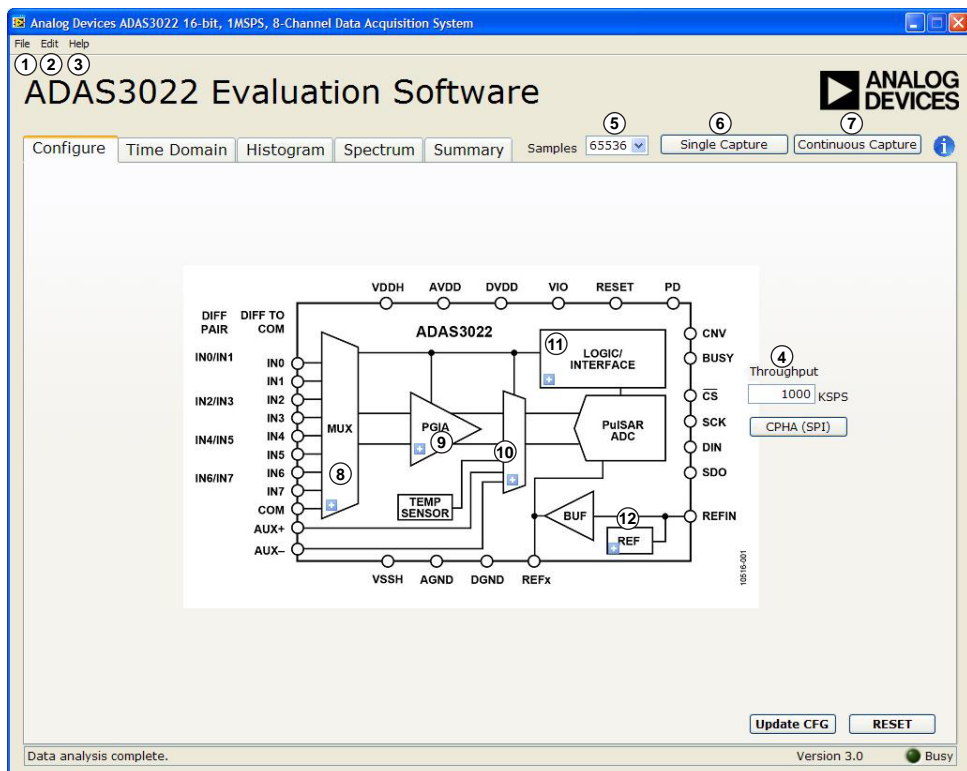 Analog Devices ADAS3022 16-bit, 1MSPS, 8-Channel Data Acquisition System
File Edit Help
1 2 3
ADAS3022 Evaluation Software
ANALOG
DEVICES
5 6 7
Configure Time Domain Histogram Spectrum Summary Samples 65536 Single Capture Continuous Capture i
VDDH AVDD DVDD VIO RESET PD
DIFF PAIR
DIFF TO COM
ADAS3022
IN0/IN1
IN2/IN3
IN4/IN5
IN6/IN7
IN0
IN1
IN2
IN3
IN4
IN5
IN6
IN7
COM
AUX+
AUX–
MUX
8
PGIA
9
10
TEMP
SENSOR
11
LOGIC/
INTERFACE
PulSAR
ADC
BUF
12
REF
CNV
BUSY
CS
SCK
DIN
SDO
REFIN
VSSH AGND DGND REFx
10516-001
4
Throughput
1000 KSPS
CPHA (SPI)
Update CFG RESET
Data analysis complete. Version 3.0 Busy